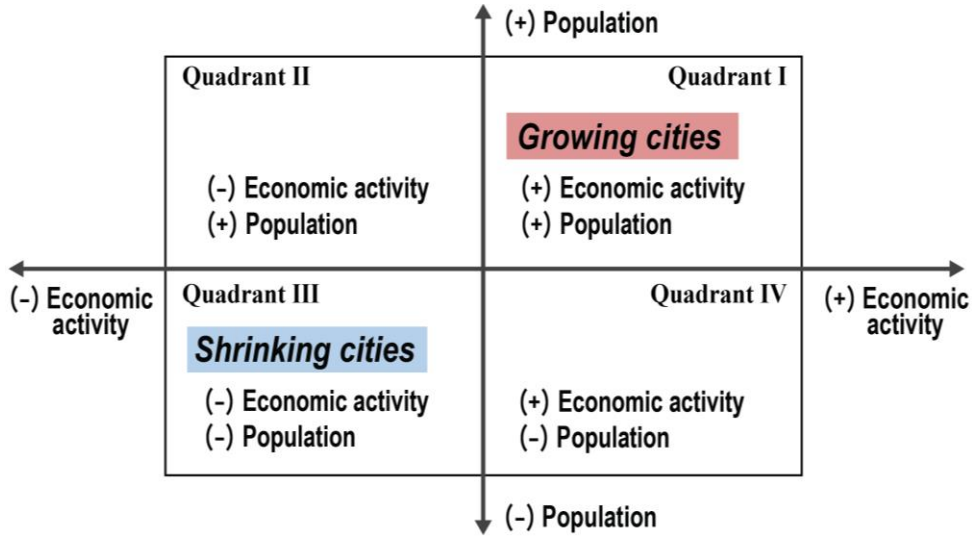 (+) Population
Quadrant II
Quadrant I
Growing cities
(-) Economic activity
(+) Population
(+) Economic activity
(+) Population
(-) Economic
activity
Quadrant III
Quadrant IV
(+) Economic
activity
Shrinking cities
(-) Economic activity
(-) Population
(+) Economic activity
(-) Population
(-) Population